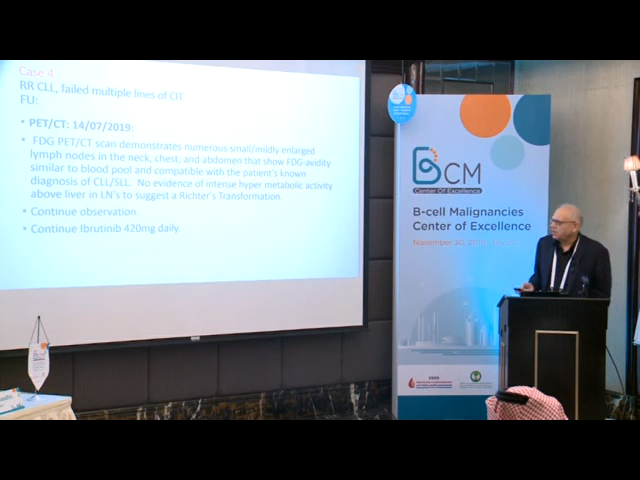 Case 4
RR CLL, failed multiple lines of CIT
FU:
• PET/CT: 14/07/2019:
• FDG PET/CT scan demonstrates numerous small/mildly enlarged
lymph nodes in the neck, chest, and abdomen that show FDG avidity
similar to blood pool and compatible with the patient's known
diagnosis of CLL/SLL. No evidence of intense hyper metabolic activity
above liver in LN's to suggest a Richter's Transformation.
• Continue observation.
• Continue Ibrutinib 420mg daily.
BCM
Center Of Excellence
B-cell Malignancies
Center of Excellence
November 30,